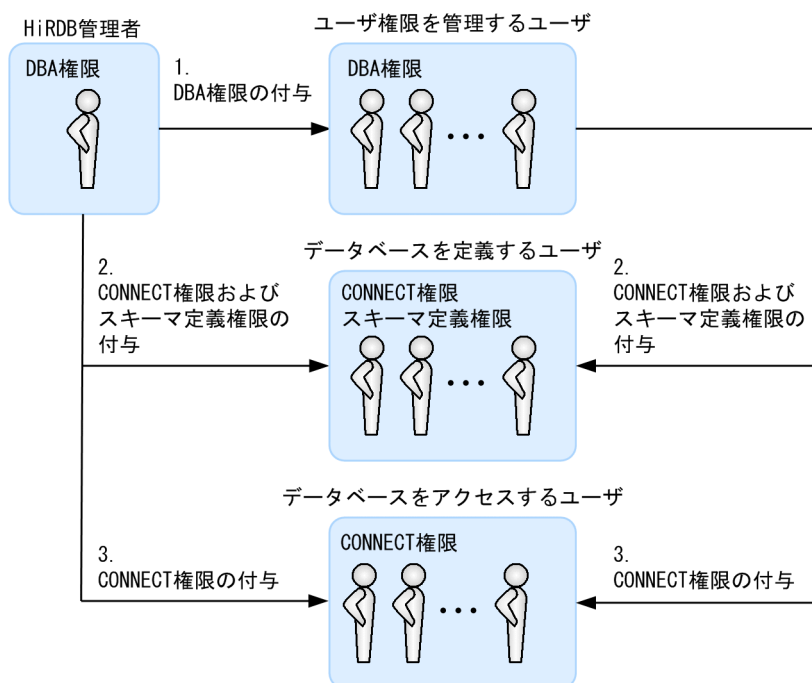 HiRDB管理者
ユーザ権限を管理するユーザ
DBA権限
1.
DBA権限の付与
DBA権限
データベースを定義するユーザ
2.
CONNECT権限および
スキーマ定義権限の
付与
CONNECT権限
スキーマ定義権限
2.
CONNECT権限および
スキーマ定義権限の
付与
データベースをアクセスするユーザ
3.
CONNECT権限の付与
CONNECT権限
3.
CONNECT権限の付与